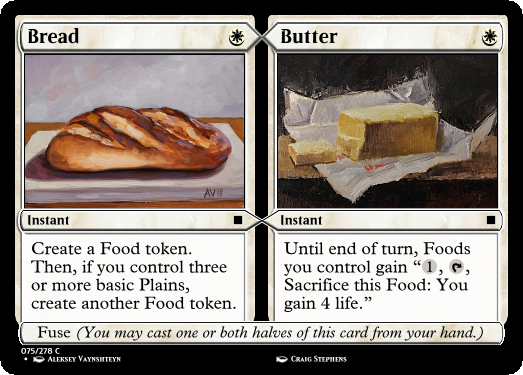 Bread
Instant
Create a Food token.
Then, if you control three
or more basic Plains,
create another Food token.
Butter
Instant
Until end of turn, Foods
you control gain “1, ,
Sacrifice this Food: You
gain 4 life.”
Fuse (You may cast one or both halves of this card from your hand.)
075/278 C
• Aleksey Vaynshteyn
Craig Stephens